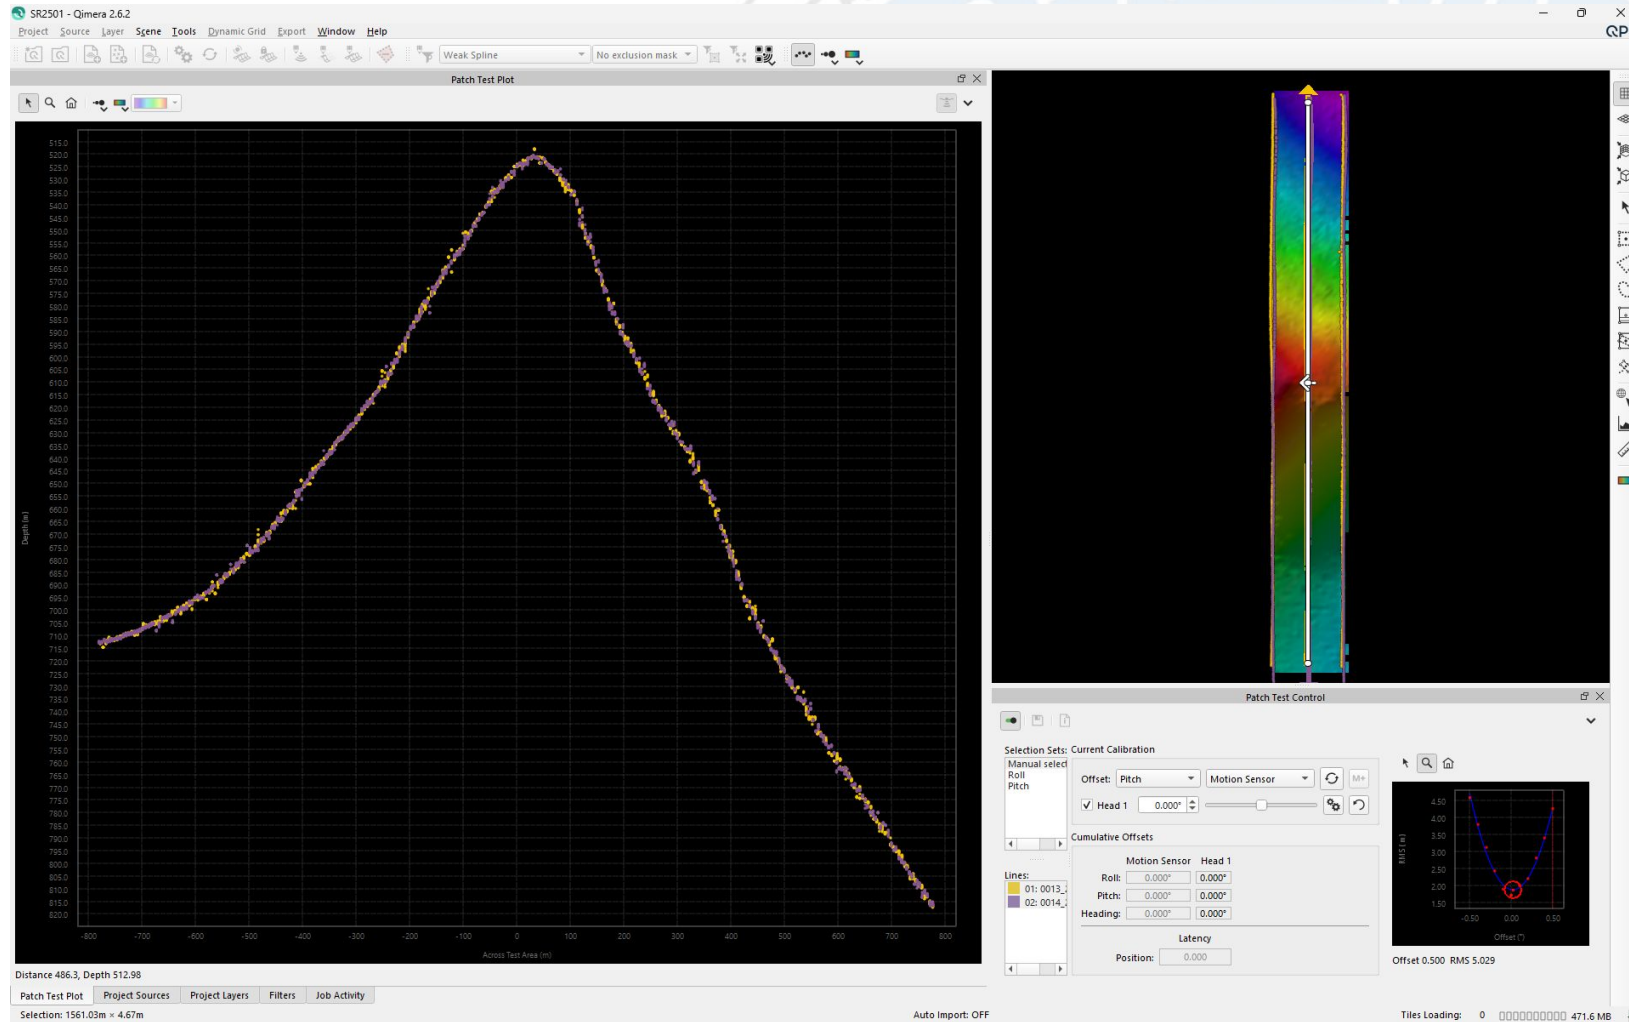 SR2501 - Qimera 2.6.2
Project Source Layer Scene Tools Dynamic Grid Export Window Help
QP
Weak Spline
No exclusion mask
Patch Test Plot
515.0
520.0
525.0
530.0
535.0
540.0
545.0
550.0
555.0
560.0
565.0
570.0
575.0
580.0
585.0
590.0
595.0
600.0
605.0
610.0
615.0
620.0
625.0
630.0
635.0
640.0
645.0
650.0
655.0
660.0
665.0
670.0
675.0
680.0
685.0
690.0
695.0
700.0
705.0
710.0
715.0
720.0
725.0
730.0
735.0
740.0
745.0
750.0
755.0
760.0
765.0
770.0
775.0
780.0
785.0
790.0
795.0
800.0
805.0
810.0
815.0
820.0
Depth (m)
-800 -700 -600 -500 -400 -300 -200 -100 0 100 200 300 400 500 600 700 800
Across Test Area (m)
Distance 486.3, Depth 512.98
Patch Test Plot Project Sources Project Layers Filters Job Activity
Selection: 1561.03m × 4.67m
Auto Import: OFF
Patch Test Control
Selection Sets:
Manual select
Roll
Pitch
Lines:
01: 0013_2
02: 0014_2
Current Calibration
Offset: Pitch Motion Sensor M+
Head 1 0.000°
Cumulative Offsets
Motion Sensor Head 1
Roll: 0.000° 0.000°
Pitch: 0.000° 0.000°
Heading: 0.000° 0.000°
Latency
Position: 0.000
4.50
4.00
3.50
3.00
2.50
2.00
1.50
RMS [m]
-0.50 0.00 0.50
Offset (°)
Offset 0.500 RMS 5.029
Tiles Loading: 0 471.6 MB